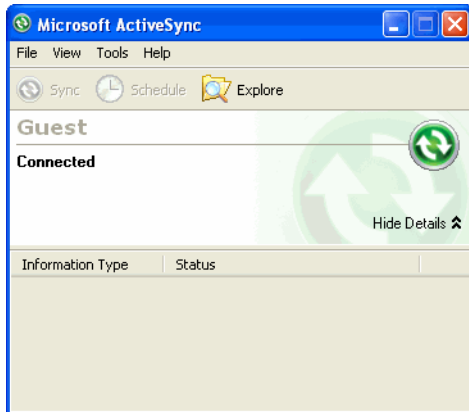 Microsoft ActiveSync
File View Tools Help
Sync Schedule Explore
Guest
Connected
Hide Details
Information Type Status